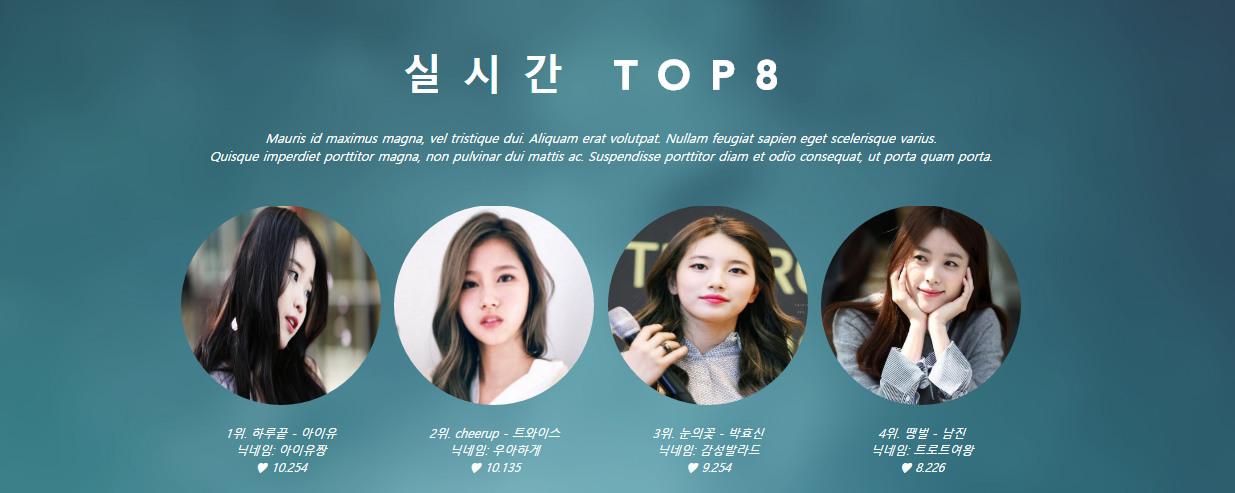 실시간 TOP8
Mauris id maximus magna, vel tristique dui. Aliquam erat volutpat. Nullam feugiat sapien eget scelerisque varius.
Quisque imperdiet porttitor magna, non pulvinar dui mattis ac. Suspendisse porttitor diam et odio consequat, ut porta quam porta.
1위. 하루끝 - 아이유
닉네임: 아이유짱
♥ 10.254
2위. cheerup - 트와이스
닉네임: 우아하게
♥ 10.135
3위. 눈의꽃 - 박효신
닉네임: 감성발라드
♥ 9.254
4위. 땡벌 - 남진
닉네임: 트로트여왕
♥ 8.226